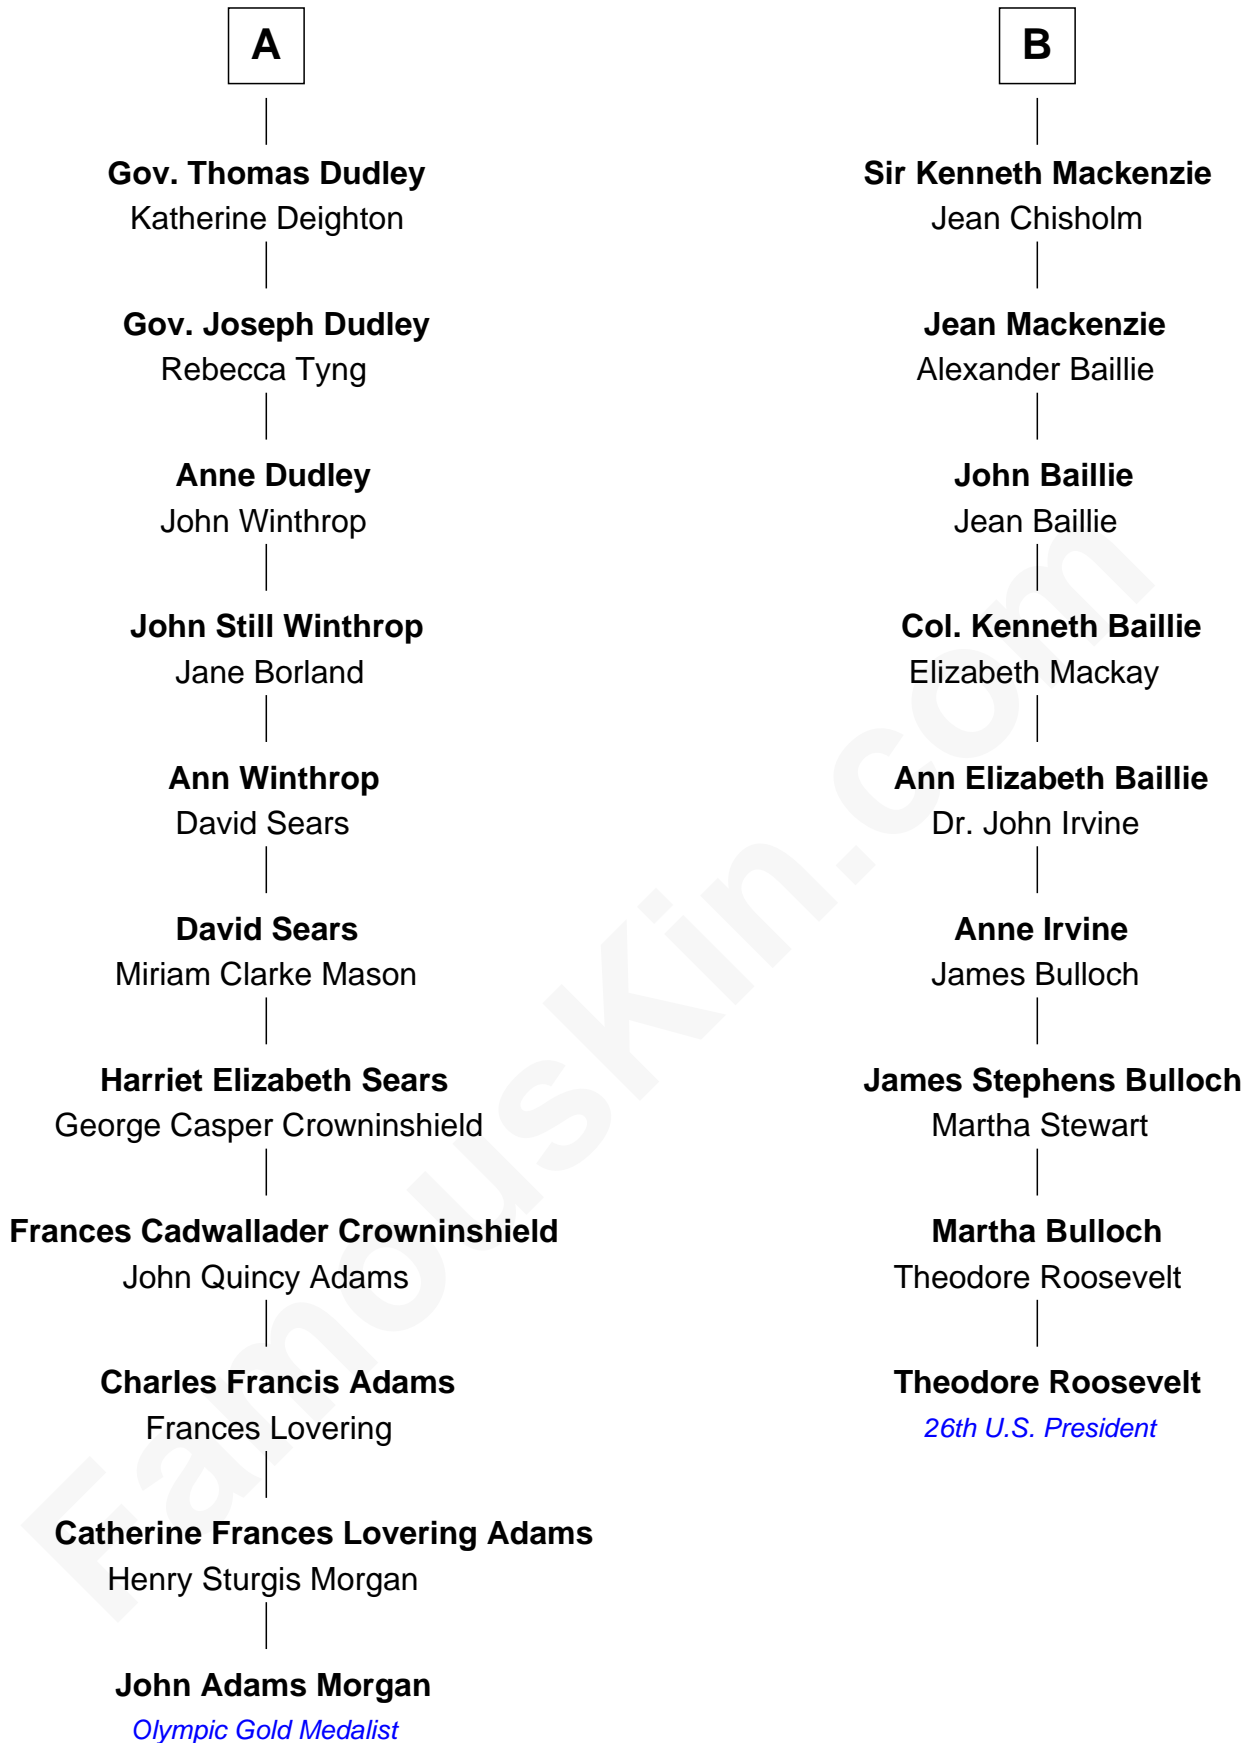 A
Gov. Thomas Dudley
Katherine Deighton
Gov. Joseph Dudley
Rebecca Tyng
Anne Dudley
John Winthrop
John Still Winthrop
Jane Borland
Ann Winthrop
David Sears
David Sears
Miriam Clarke Mason
Harriet Elizabeth Sears
George Casper Crowninshield
Frances Cadwallader Crowninshield
John Quincy Adams
Charles Francis Adams
Frances Lovering
Catherine Frances Lovering Adams
Henry Sturgis Morgan
John Adams Morgan
Olympic Gold Medalist
B
Sir Kenneth Mackenzie
Jean Chisholm
Jean Mackenzie
Alexander Baillie
John Baillie
Jean Baillie
Col. Kenneth Baillie
Elizabeth Mackay
Ann Elizabeth Baillie
Dr. John Irvine
Anne Irvine
James Bulloch
James Stephens Bulloch
Martha Stewart
Martha Bulloch
Theodore Roosevelt
Theodore Roosevelt
26th U.S. President
FamousKin.com